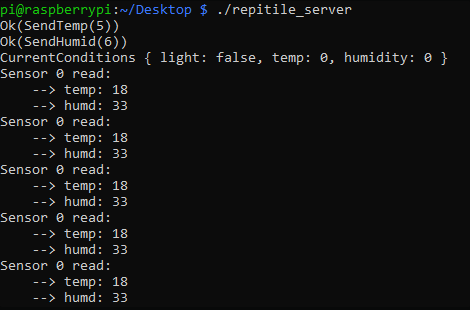 pi@raspberrypi:~/Desktop $ ./repitile_server
Ok(SendTemp(5))
Ok(SendHumid(6))
CurrentConditions { light: false, temp: 0, humidity: 0 }
Sensor 0 read:
    --> temp: 18
    --> humd: 33
Sensor 0 read:
    --> temp: 18
    --> humd: 33
Sensor 0 read:
    --> temp: 18
    --> humd: 33
Sensor 0 read:
    --> temp: 18
    --> humd: 33
Sensor 0 read:
    --> temp: 18
    --> humd: 33